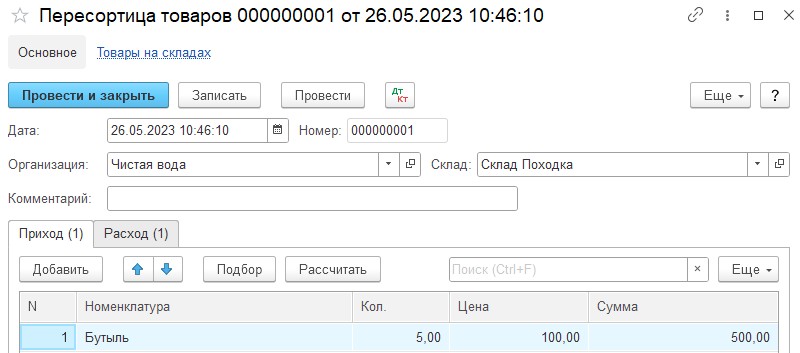 Пересортица товаров 000000001 от 26.05.2023 10:46:10
Основное Товары на складах
Провести и закрыть Записать Провести Дт Кт Еще ?
Дата: 26.05.2023 10:46:10 Номер: 000000001
Организация: Чистая вода Склад: Склад Походка
Комментарий:
Приход (1) Расход (1)
Добавить Подбор Рассчитать Поиск (Ctrl+F) × Еще
N Номенклатура Кол. Цена Сумма
1 Бутыль 5,00 100,00 500,00